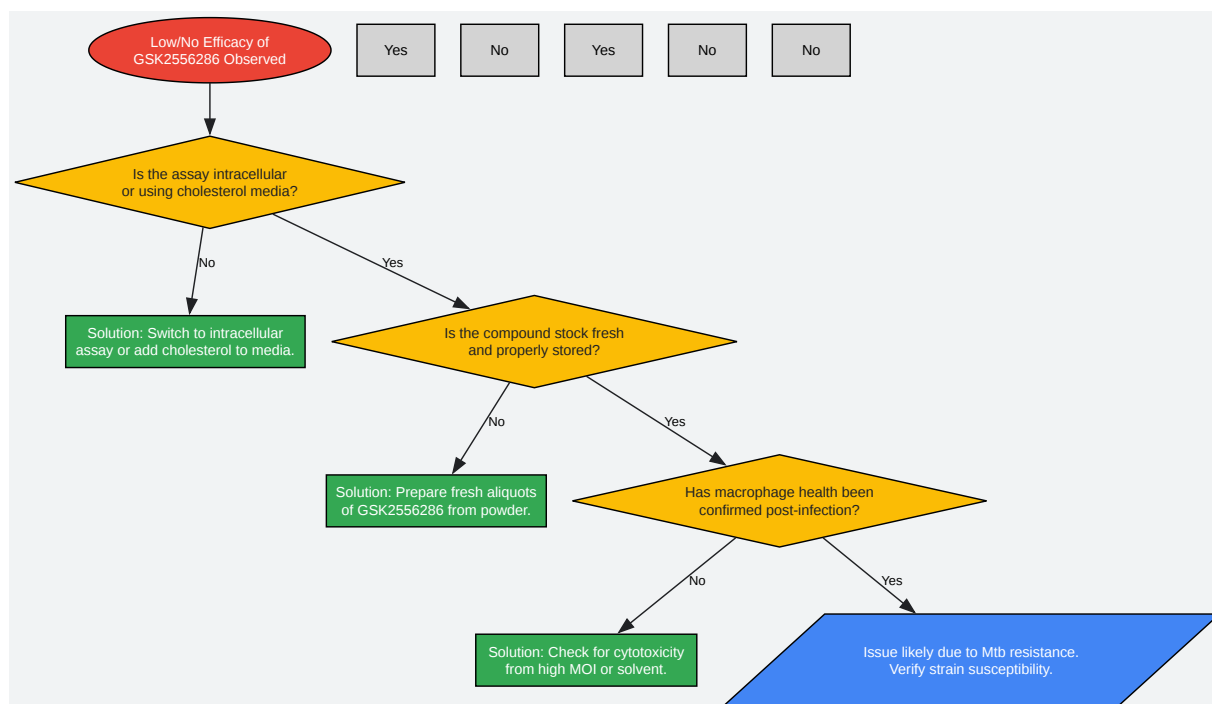 Low/No Efficacy of
GSK2556286 Observed
Yes
No
Yes
No
No
Is the assay intracellular
or using cholesterol media?
No
Yes
Solution: Switch to intracellular
assay or add cholesterol to media.
Is the compound stock fresh
and properly stored?
No
Yes
Solution: Prepare fresh aliquots
of GSK2556286 from powder.
Has macrophage health been
confirmed post-infection?
No
Yes
Solution: Check for cytotoxicity
from high MOI or solvent.
Issue likely due to Mtb resistance.
Verify strain susceptibility.